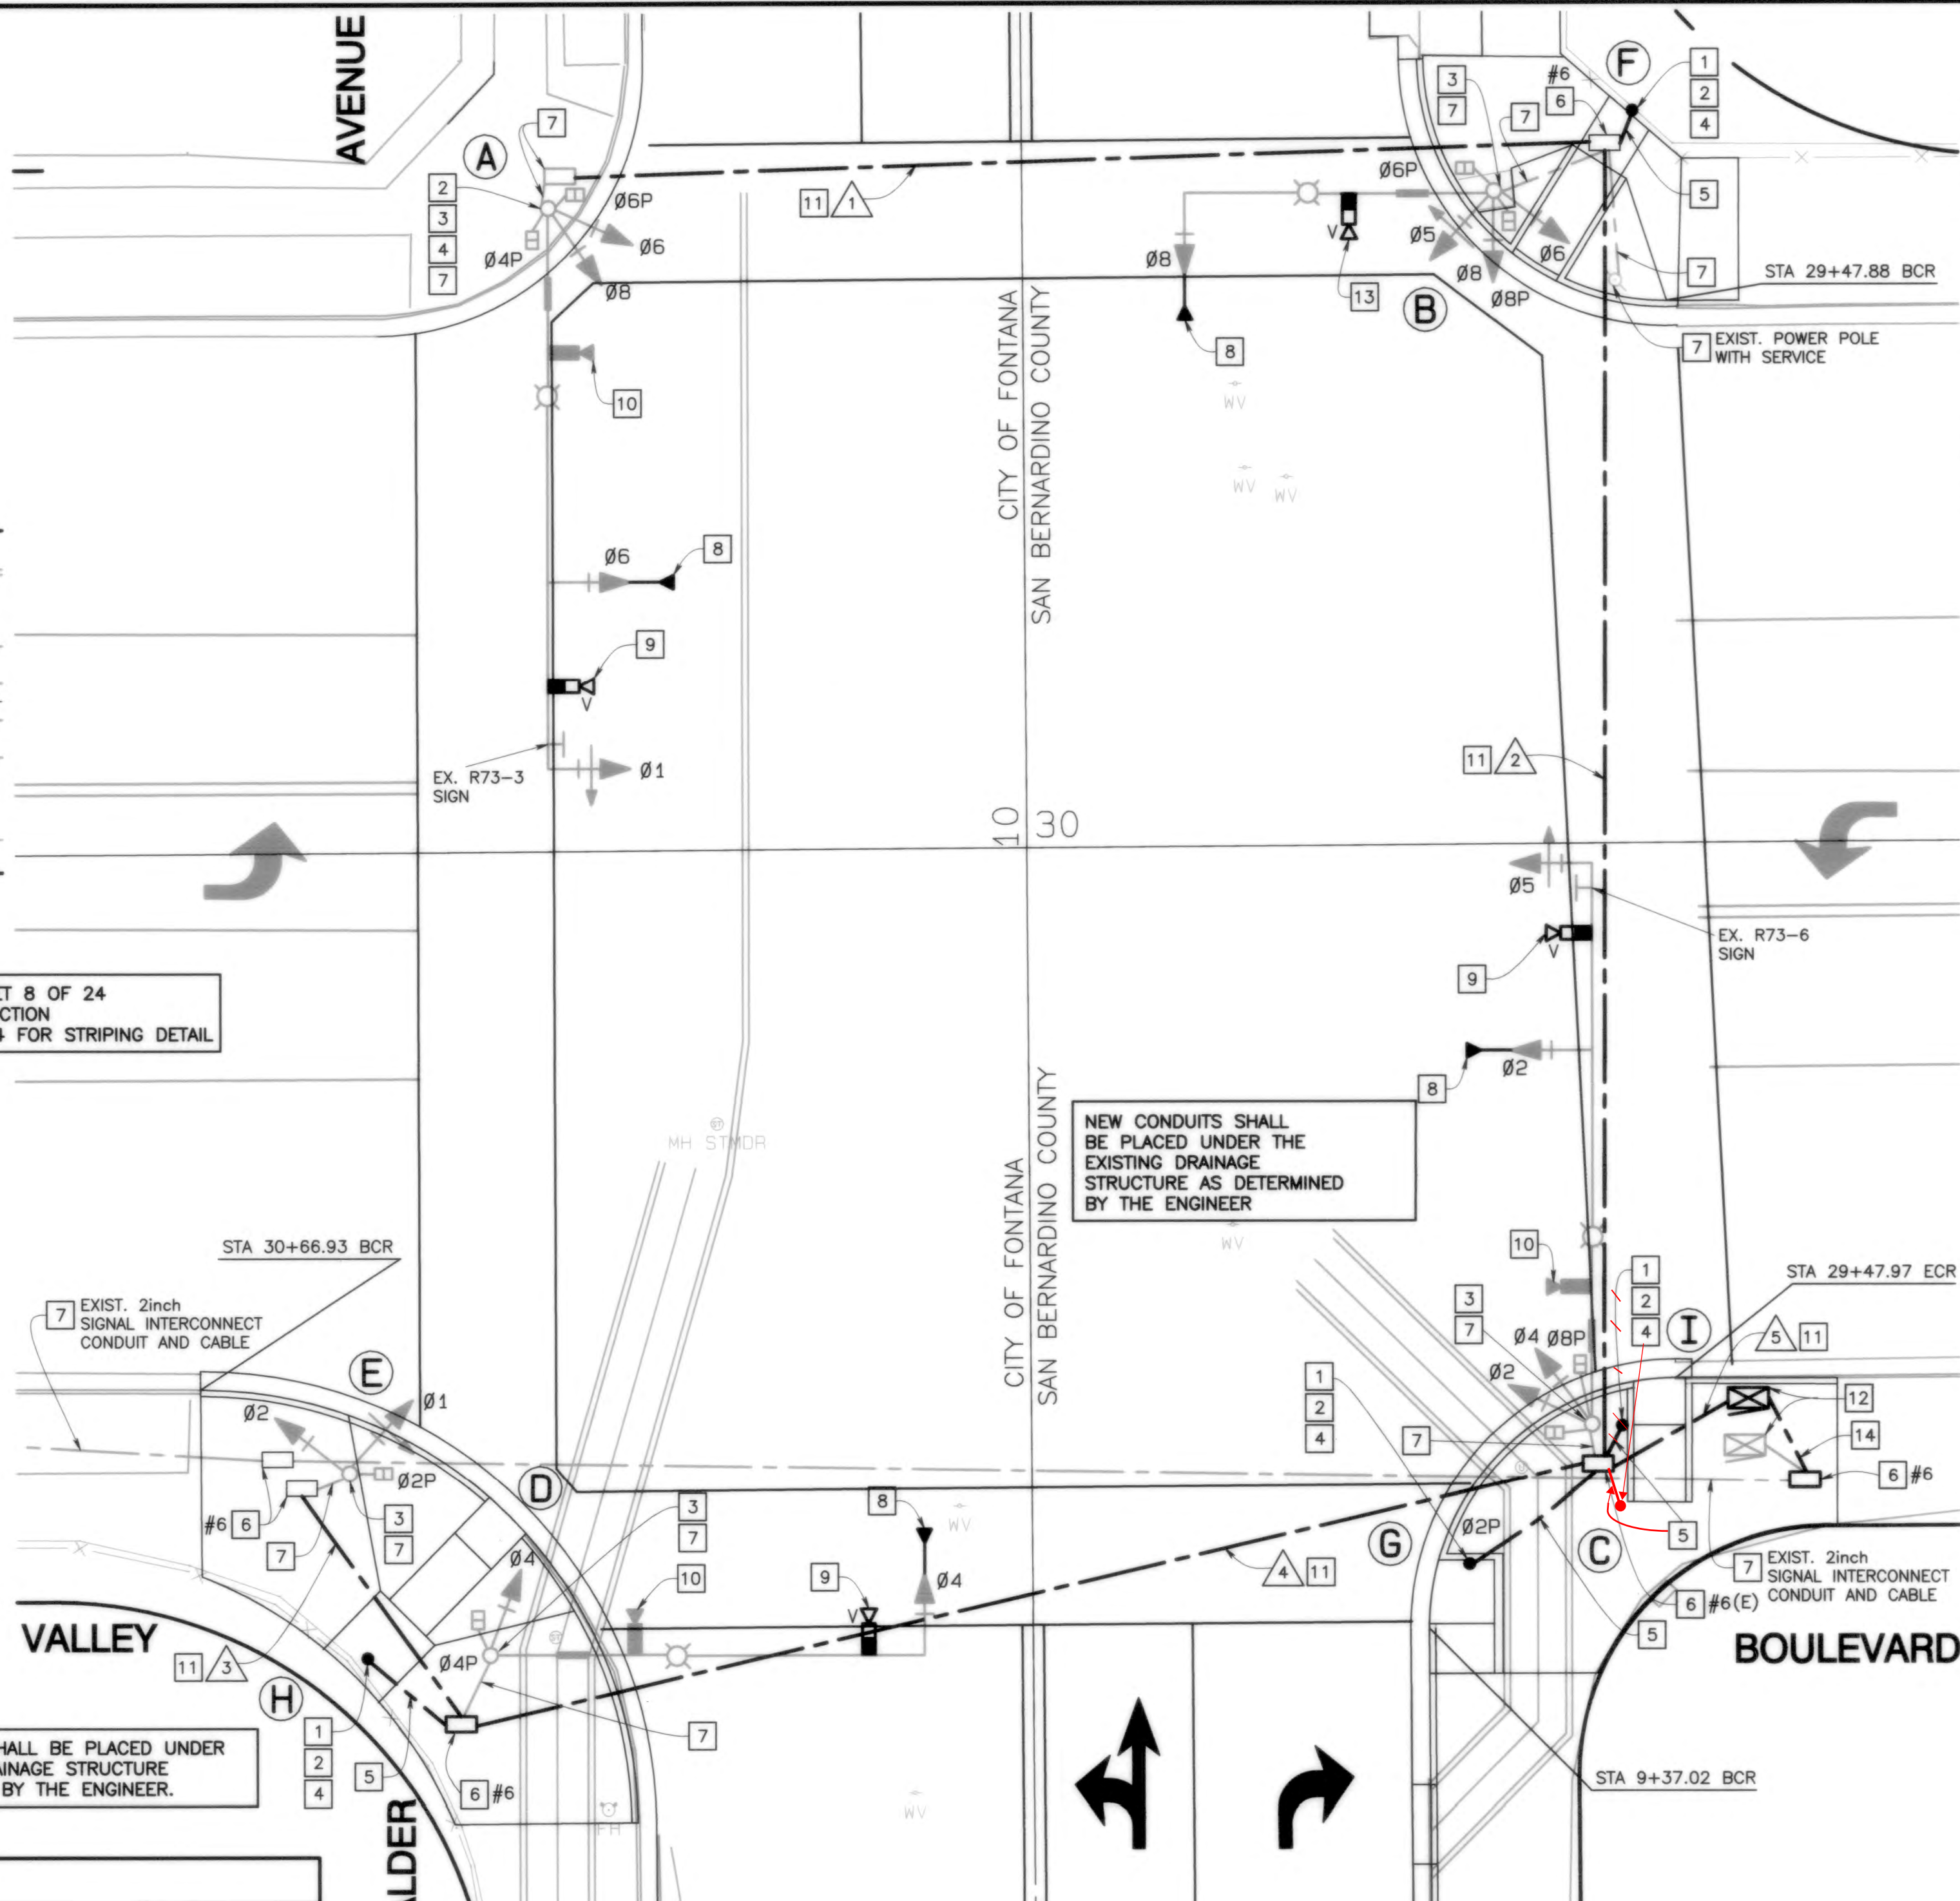 AVENUE
A
7
2
3
4
7
Ø6P
Ø6
Ø4P
Ø8
11 1
F
#6
6
3
7
7
1
2
4
5
Ø6P
Ø5
Ø8
Ø6
Ø8P
7
STA 29+47.88 BCR
7 EXIST. POWER POLE
WITH SERVICE
Ø8
V
13
B
8
10
WV
WV
WV
CITY OF FONTANA
SAN BERNARDINO COUNTY
Ø6
8
9
V
EX. R73-3
SIGN
Ø1
11 2
10
30
Ø5
EX. R73-6
SIGN
V
9
Ø2
8
T 8 OF 24
CTION
4 FOR STRIPING DETAIL
MH STMDR
ST
CITY OF FONTANA
SAN BERNARDINO COUNTY
NEW CONDUITS SHALL
BE PLACED UNDER THE
EXISTING DRAINAGE
STRUCTURE AS DETERMINED
BY THE ENGINEER
WV
STA 30+66.93 BCR
7 EXIST. 2inch
SIGNAL INTERCONNECT
CONDUIT AND CABLE
E
Ø2
Ø1
Ø2P
#6 6
7
3
7
D
3
7
10
8
WV
9
V
Ø4
Ø4
Ø4P
ST
11 3
H
1
2
4
5
6 #6
7
FH
VALLEY
HALL BE PLACED UNDER
AINAGE STRUCTURE
BY THE ENGINEER.
ALDER
WV
4 11
10
1
2
4
I
STA 29+47.97 ECR
5 11
3
7
Ø4 Ø8P
Ø2
1
2
4
7
12
14
6 #6
G
Ø2P
C
5
7 EXIST. 2inch
SIGNAL INTERCONNECT
CONDUIT AND CABLE
6 #6(E)
5
BOULEVARD
STA 9+37.02 BCR